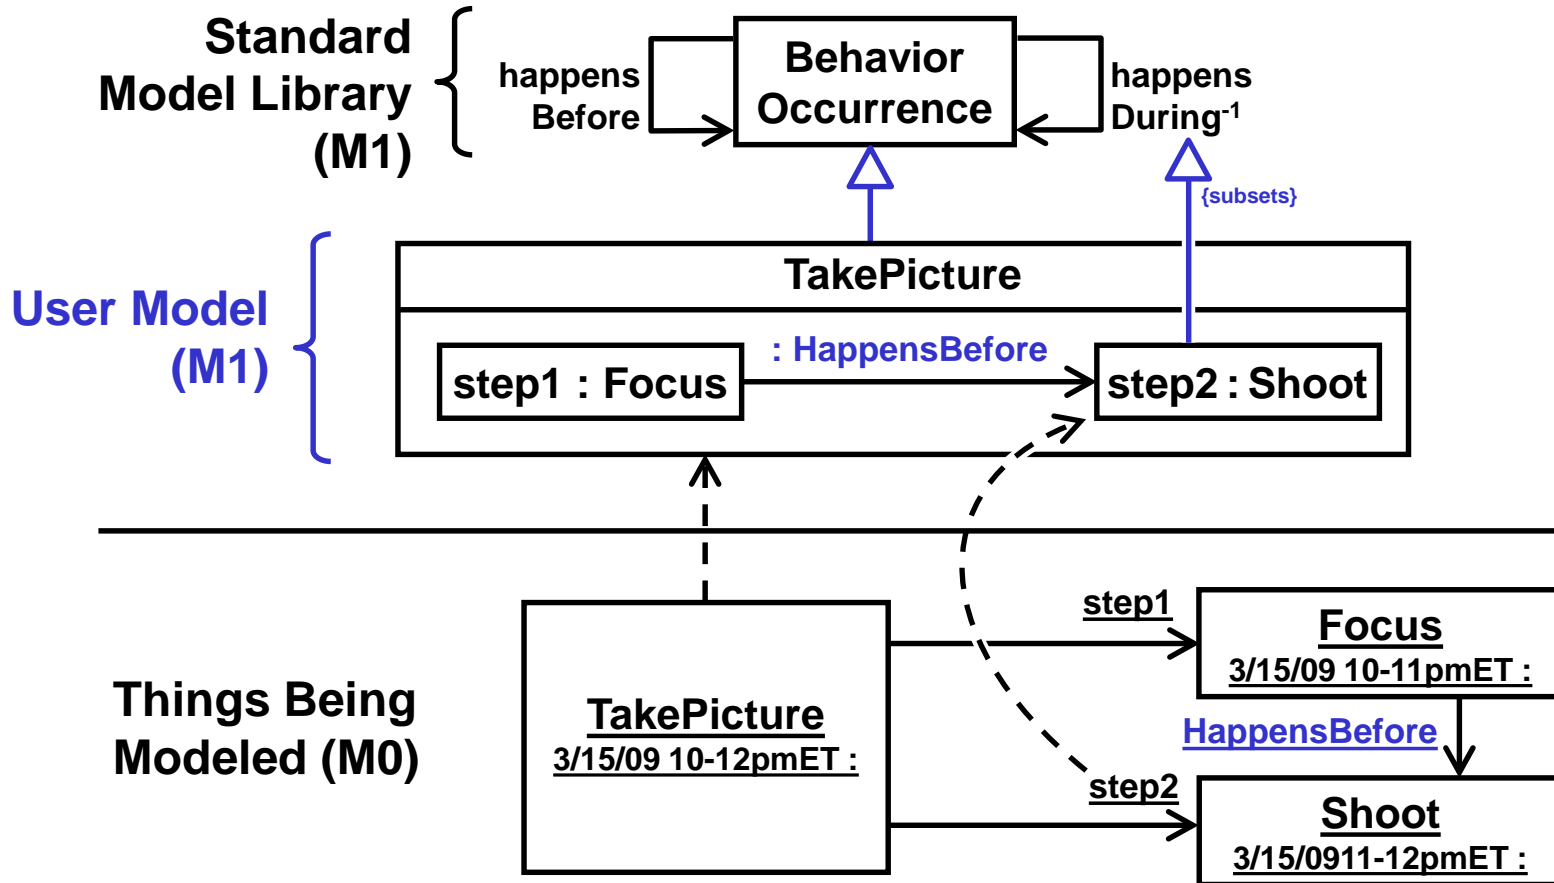 Standard
Model Library
(M1)
happens
Before
Behavior
Occurrence
happens
During⁻¹
{subsets}
User Model
(M1)
TakePicture
step1 : Focus
: HappensBefore
step2 : Shoot
Things Being
Modeled (M0)
TakePicture
3/15/09 10-12pmET :
step1
Focus
3/15/09 10-11pmET :
HappensBefore
step2
Shoot
3/15/0911-12pmET :